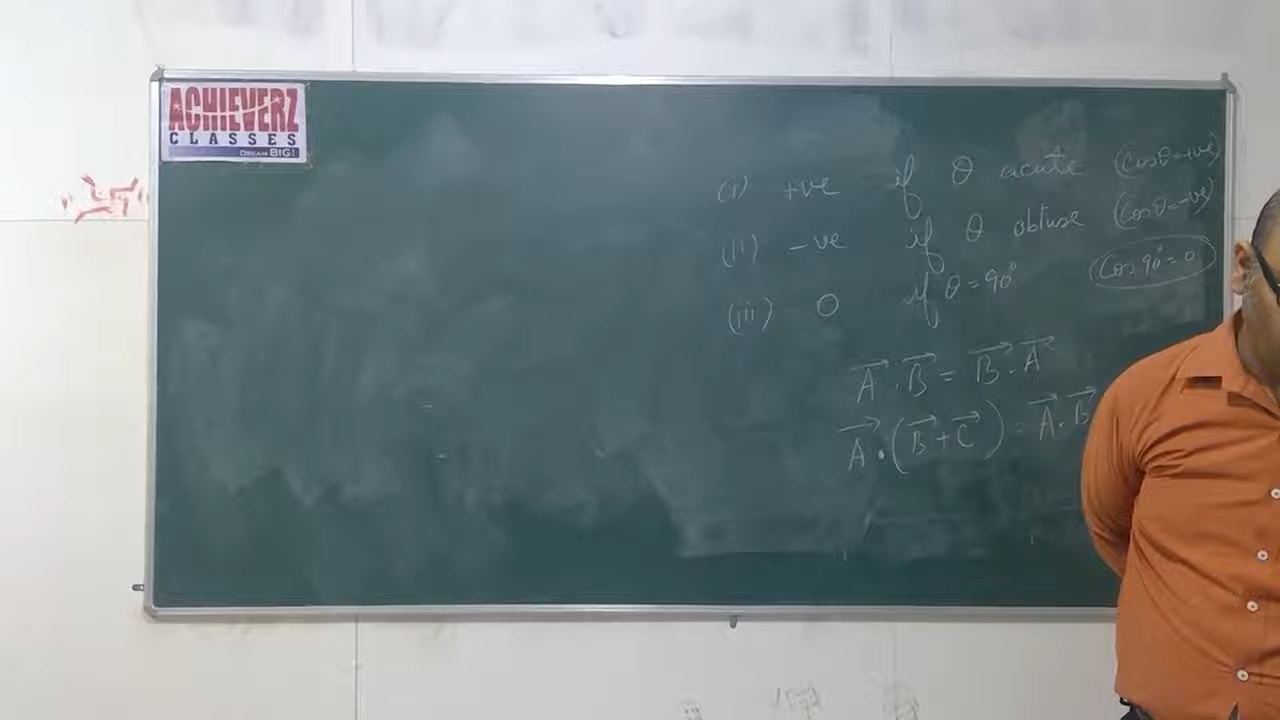 ACHIEVERZ
CLASSES
DREAM BIG!
(i) +ve if θ acute (Cosθ=+ve)
(ii) -ve if θ obtuse (Cosθ=-ve)
(iii) 0 if θ=90° Cos 90°=0
A⃗ . B⃗ = B⃗ . A⃗
A⃗ . (B⃗ + C⃗) = A⃗ . B⃗